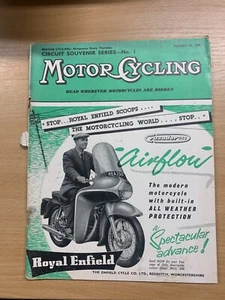 CIRCUIT SOUVENIR SERIES—No. 1
MOTOR CYCLING
READ WHEREVER MOTORCYCLES ARE RIDDEN
STOP...ROYAL ENFIELD SCOOPS....
THE MOTORCYCLING WORLD....STOP...
Airflow
The modern
motorcycle
with built-in
ALL WEATHER
PROTECTION
a Spectacular
advance!
Royal Enfield
THE ENFIELD CYCLE CO. LTD., REDDITCH, WORCESTERSHIRE